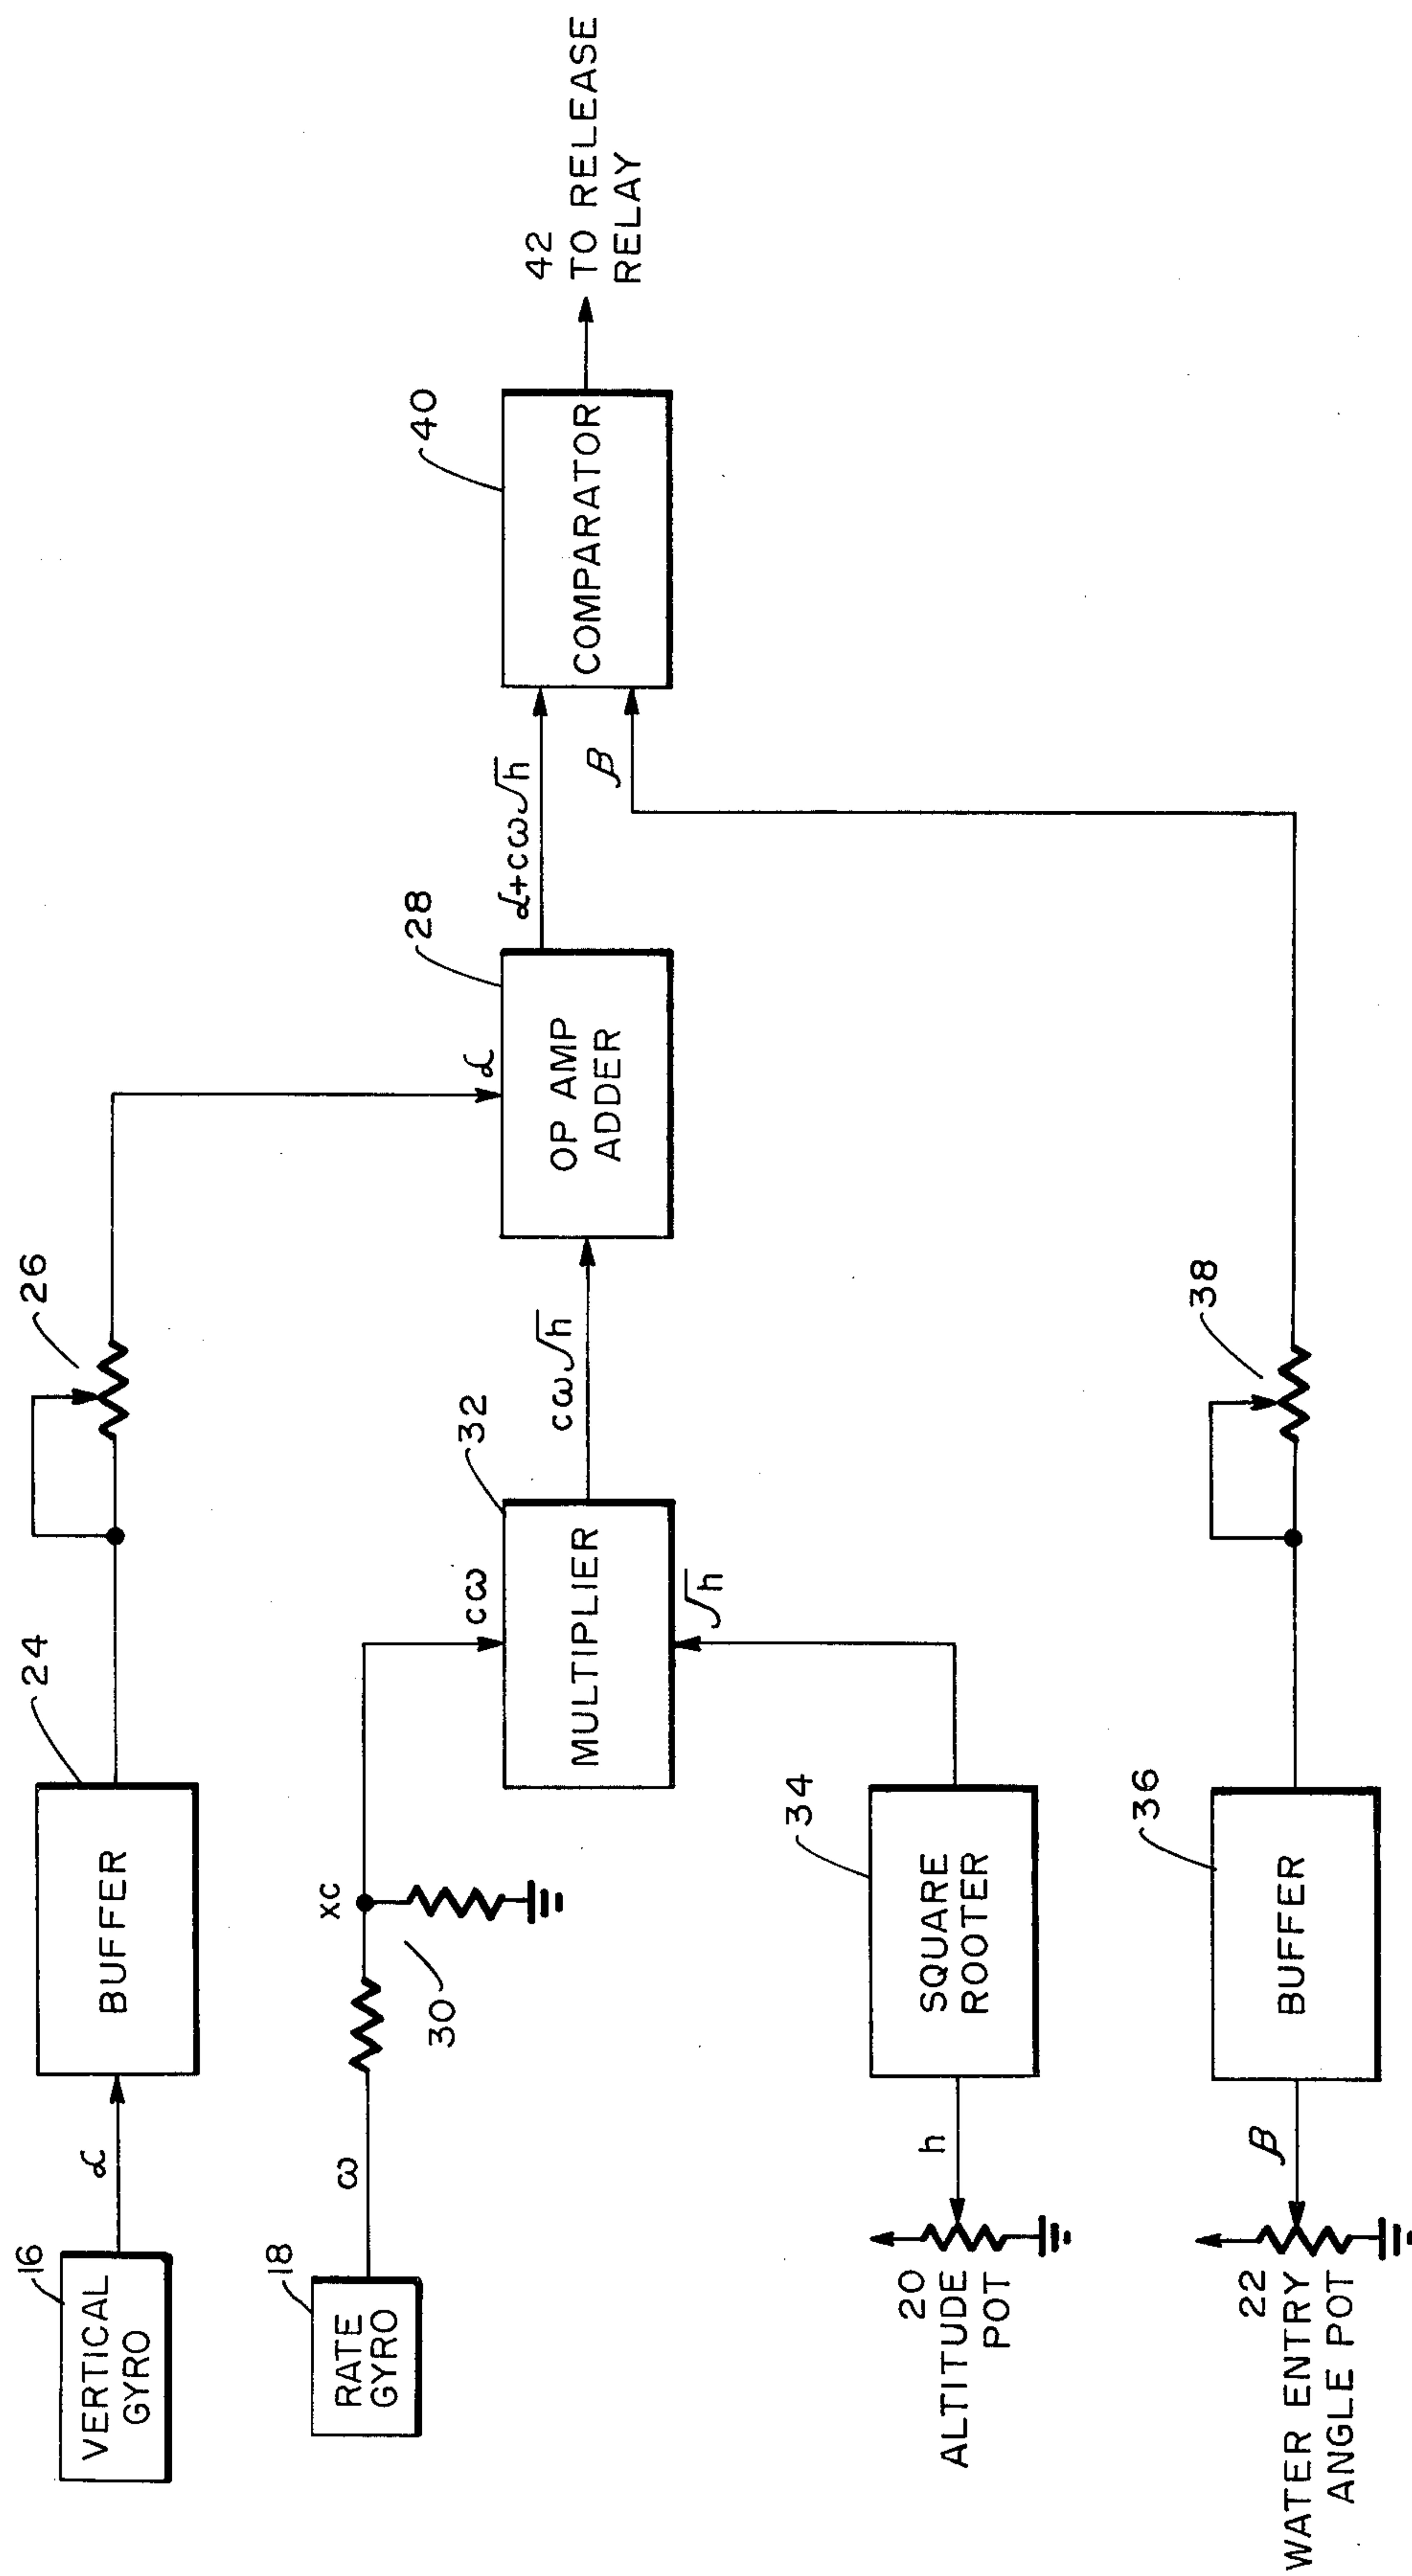 16
VERTICAL
GYRO
α
24
BUFFER
26
α
18
RATE
GYRO
ω
xc
30
cω
32
MULTIPLIER
√h
cω√h
28
OP AMP
ADDER
α+cω√h
β
40
COMPARATOR
42
TO RELEASE
RELAY
20
ALTITUDE
POT
h
34
SQUARE
ROOTER
22
WATER ENTRY
ANGLE POT
β
36
BUFFER
38